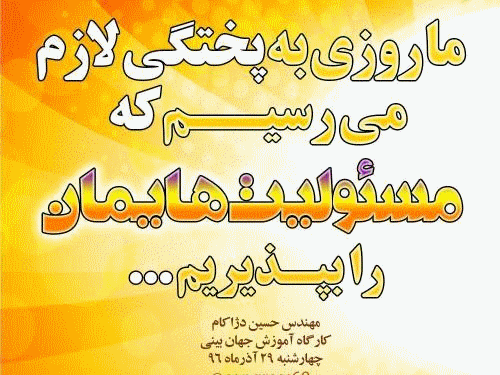 ما روزی به پختگی لازم
می رسیم که
مسئولیت‌هایمان
را بپذیریم...
مهندس حسین دژاکام
کارگاه آموزش جهان بینی
چهارشنبه ۲۹ آذرماه ۹۶